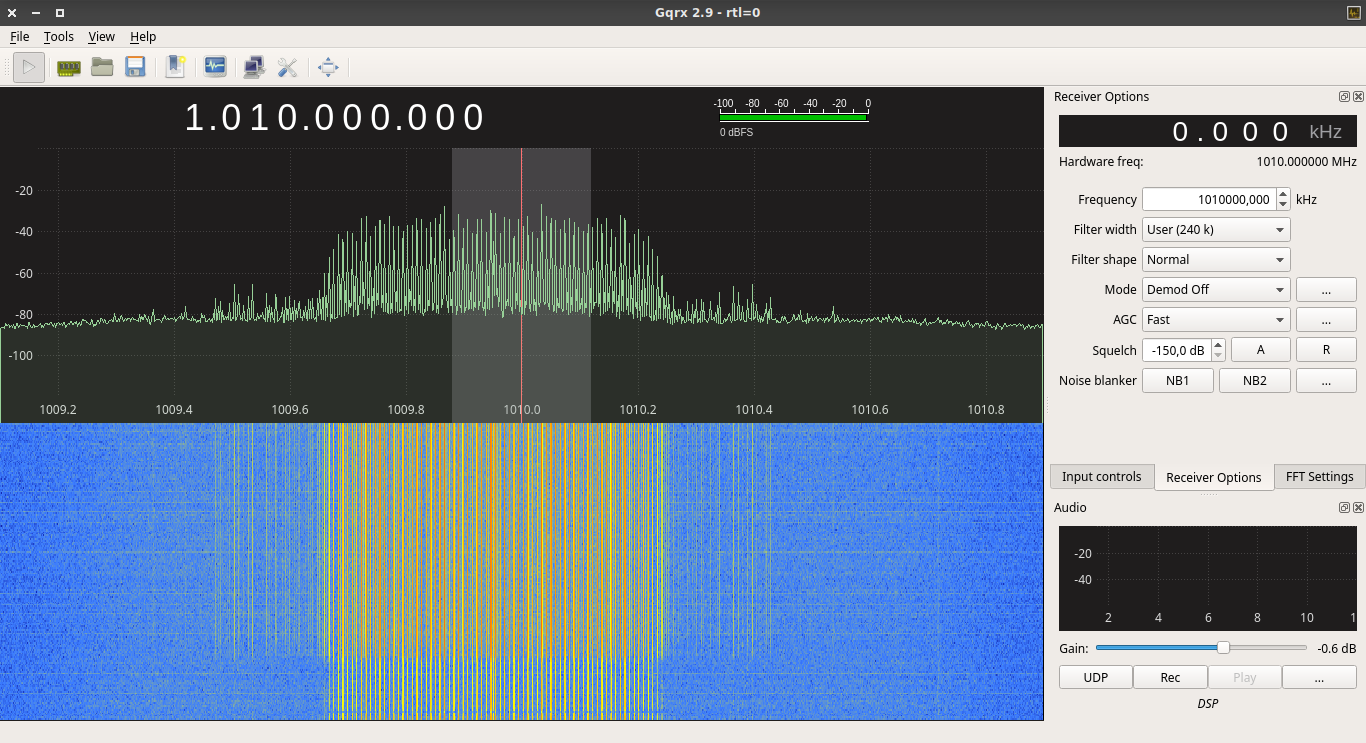 Gqrx 2.9 - rtl=0
File Tools View Help
1.010.000.000
-100 -80 -60 -40 -20 0
0 dBFS
-20
-40
-60
-80
-100
1009.2 1009.4 1009.6 1009.8 1010.0 1010.2 1010.4 1010.6 1010.8
Receiver Options
0.000 kHz
Hardware freq: 1010.000000 MHz
Frequency 1010000,000 kHz
Filter width User (240 k)
Filter shape Normal
Mode Demod Off ...
AGC Fast ...
Squelch -150,0 dB A R
Noise blanker NB1 NB2 ...
Input controls Receiver Options FFT Settings
Audio
-20
-40
2 4 6 8 10 1
Gain: -0.6 dB
UDP Rec Play ...
DSP